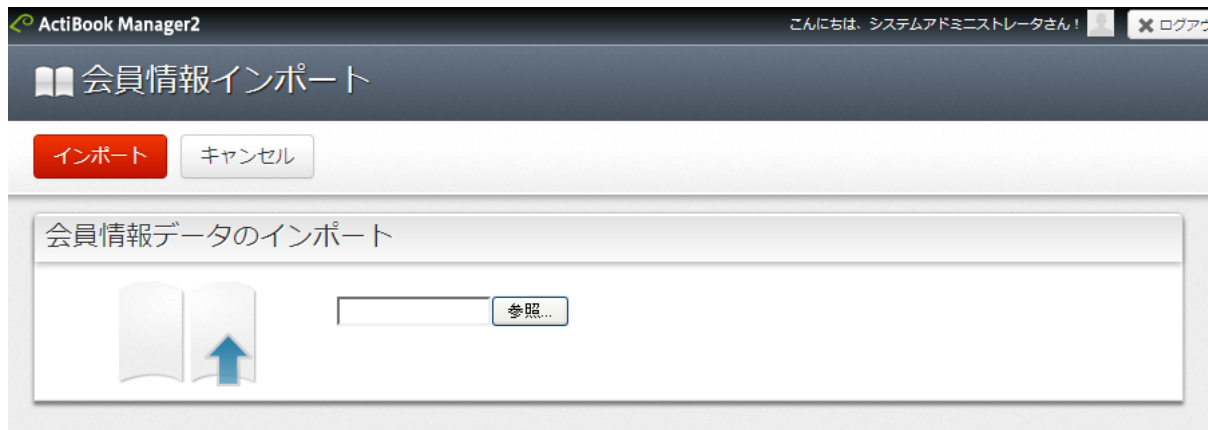 ActiBook Manager2
こんにちは、システムアドミニストレータさん！
ログアウ
会員情報インポート
インポート
キャンセル
会員情報データのインポート
参照...